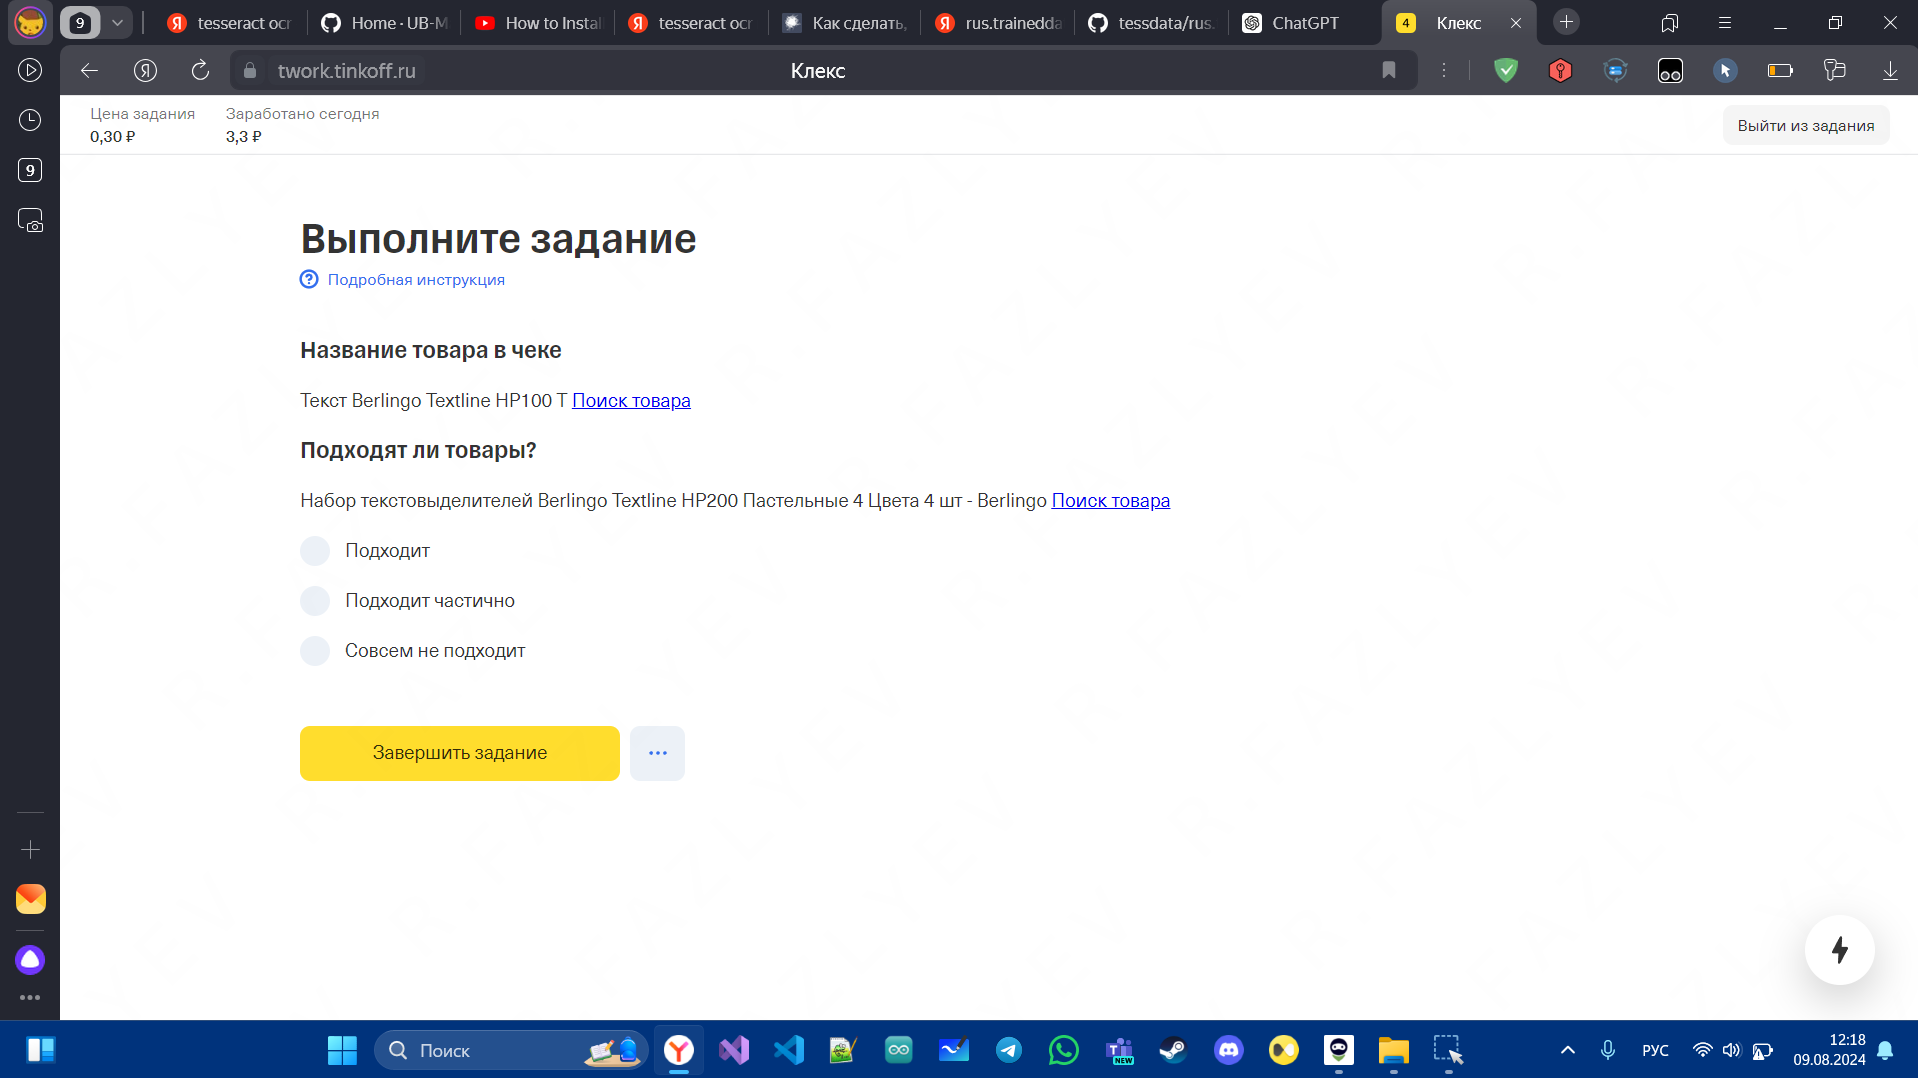 9
tesseract ocr
Home · UB-M
How to Instal
tesseract ocr
Как сделать,
rus.trainedda
tessdata/rus.
ChatGPT
4
Клекс
twork.tinkoff.ru
Клекс
9
Цена задания
0,30 ₽
Заработано сегодня
3,3 ₽
Выйти из задания
Выполните задание
Подробная инструкция
Название товара в чеке
Текст Berlingo Textline HP100 Т Поиск товара
Подходят ли товары?
Набор текстовыделителей Berlingo Textline HP200 Пастельные 4 Цвета 4 шт - Berlingo Поиск товара
Подходит
Подходит частично
Совсем не подходит
Завершить задание
Поиск
NEW
РУС
12:18
09.08.2024